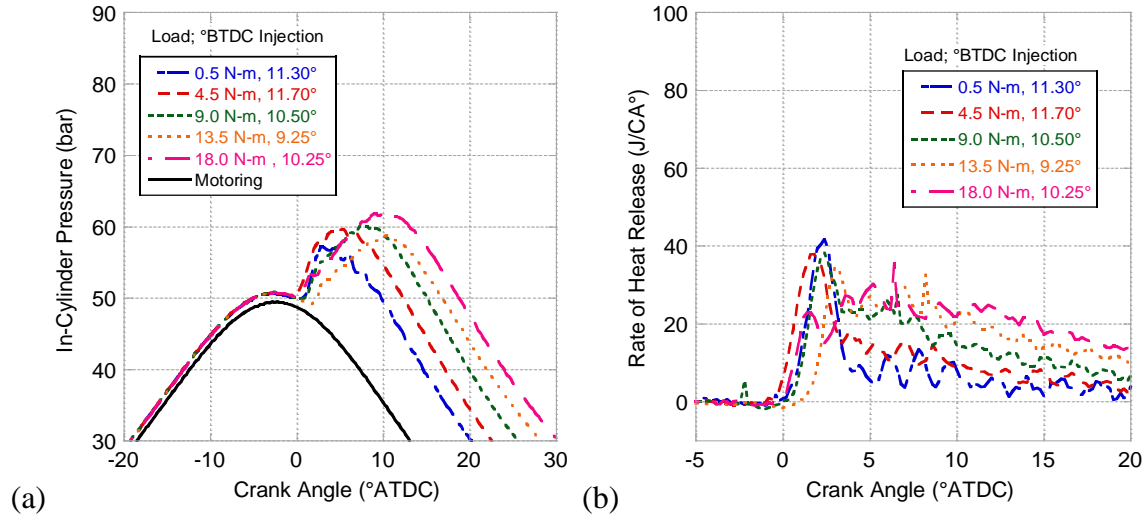 90
80
70
60
50
40
30
-20
-10
0
10
20
30
In-Cylinder Pressure (bar)
Crank Angle (°ATDC)
Load; °BTDC Injection
0.5 N-m, 11.30°
4.5 N-m, 11.70°
9.0 N-m, 10.50°
13.5 N-m, 9.25°
18.0 N-m , 10.25°
Motoring
(a)
100
80
60
40
20
0
-5
0
5
10
15
20
Rate of Heat Release (J/CA°)
Crank Angle (°ATDC)
Load; °BTDC Injection
0.5 N-m, 11.30°
4.5 N-m, 11.70°
9.0 N-m, 10.50°
13.5 N-m, 9.25°
18.0 N-m, 10.25°
(b)